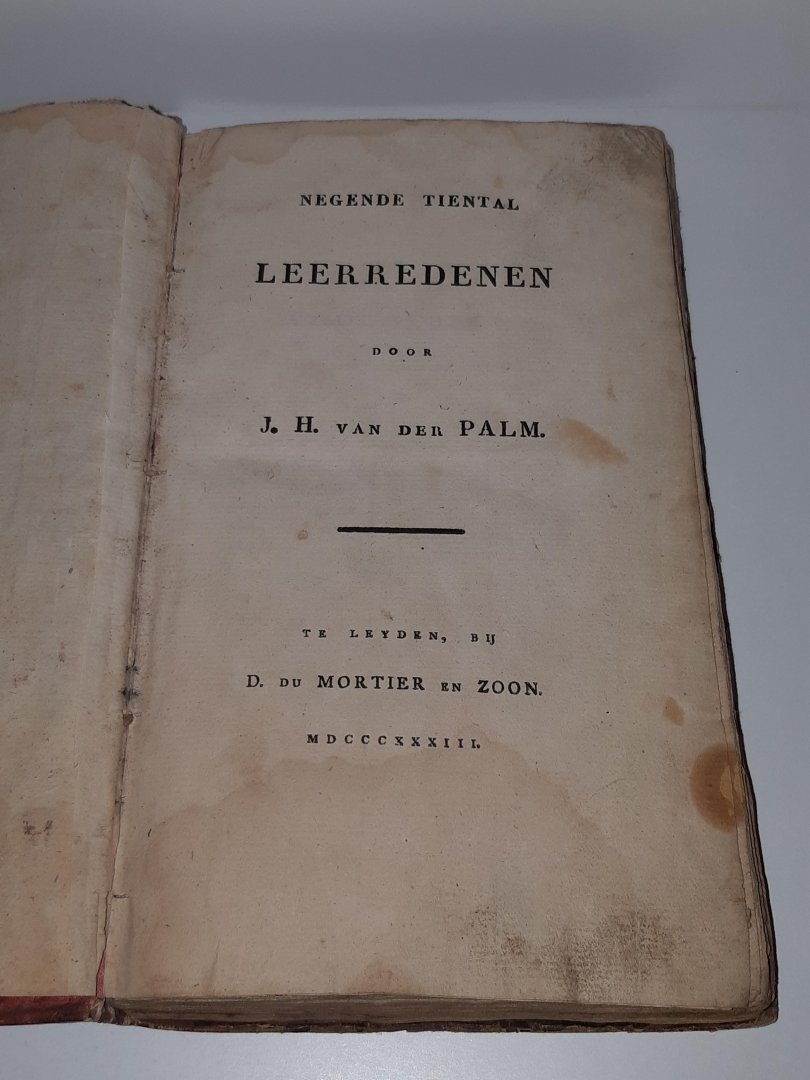 NEGENDE TIENTAL
LEERREDENEN
DOOR
J. H. VAN DER PALM.
TE LEYDEN, BIJ
D. DU MORTIER EN ZOON.
MDCCCXXXIII.